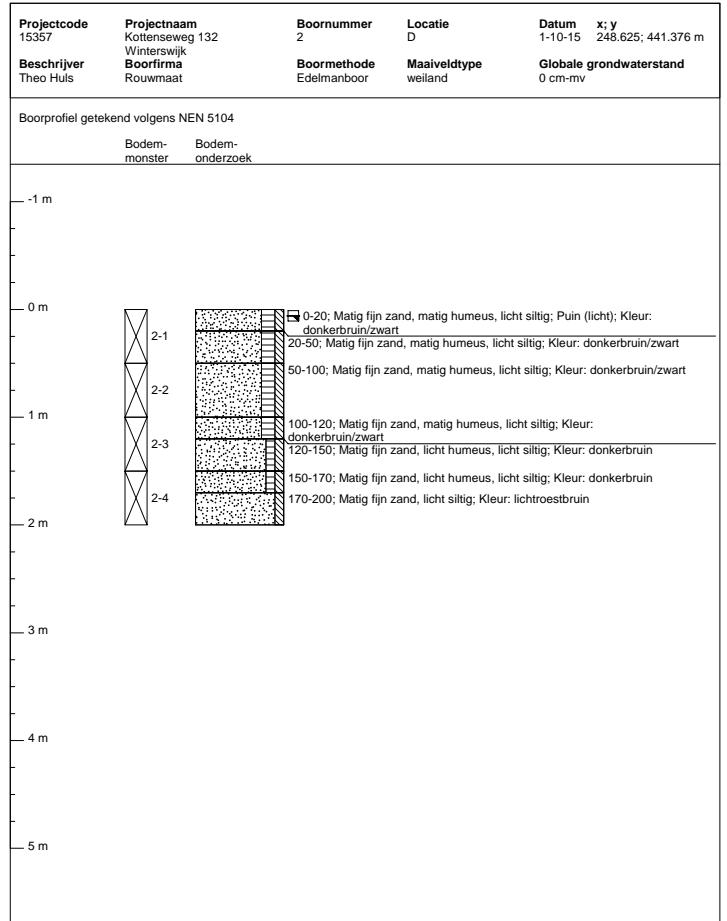 Projectcode Projectnaam Boornummer Locatie Datum x; y
15357 Kottenseweg 132 2 D 1-10-15 248.625; 441.376 m
Winterswijk
Beschrijver Boorfirma Boormethode Maaiveldtype Globale grondwaterstand
Theo Huls Rouwmaat Edelmanboor weiland 0 cm-mv
Boorprofiel getekend volgens NEN 5104
Bodem- Bodem-
monster onderzoek
-1 m
0 m
0-20; Matig fijn zand, matig humeus, licht siltig; Puin (licht); Kleur:
donkerbruin/zwart
2-1
20-50; Matig fijn zand, matig humeus, licht siltig; Kleur: donkerbruin/zwart
50-100; Matig fijn zand, matig humeus, licht siltig; Kleur: donkerbruin/zwart
2-2
1 m
100-120; Matig fijn zand, matig humeus, licht siltig; Kleur:
donkerbruin/zwart
2-3
120-150; Matig fijn zand, licht humeus, licht siltig; Kleur: donkerbruin
150-170; Matig fijn zand, licht humeus, licht siltig; Kleur: donkerbruin
2-4
170-200; Matig fijn zand, licht siltig; Kleur: lichtroestbruin
2 m
3 m
4 m
5 m